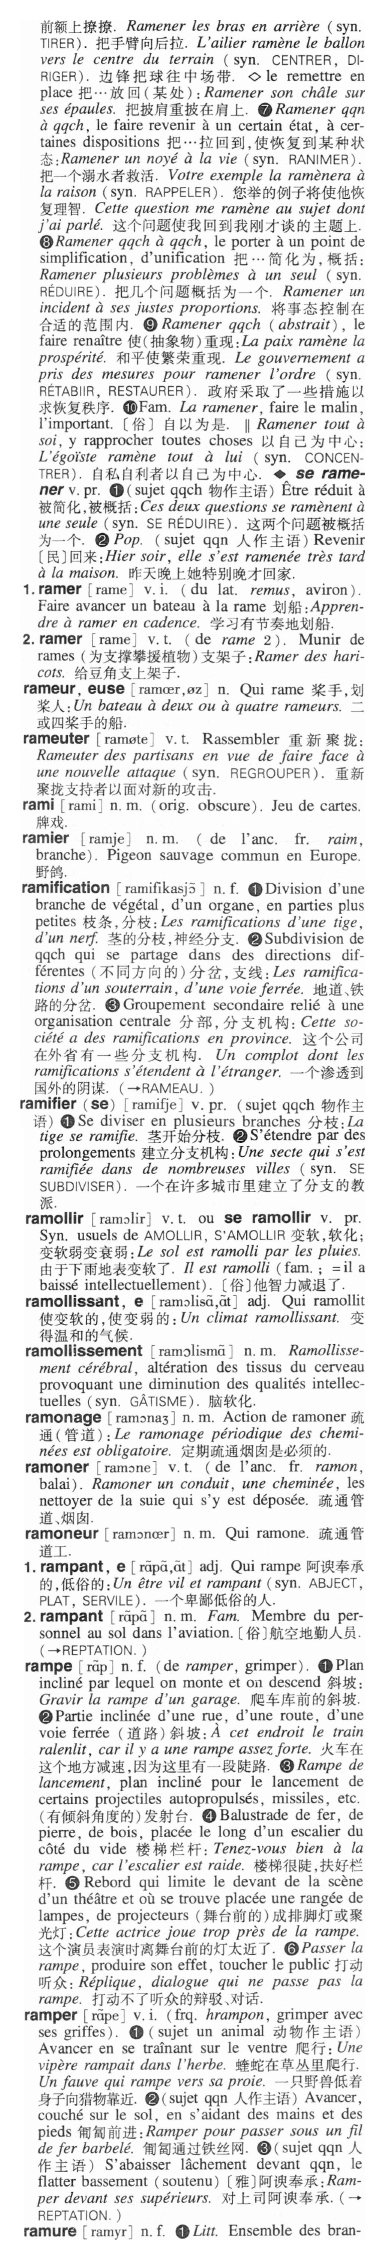 前额上撩撩. Ramener les bras en arrière (syn.
TIRER). 把手臂向后拉. L'ailier ramène le ballon
vers le centre du terrain (syn. CENTRER, DI-
RIGER). 边锋把球往中场带. ◇ le remettre en
place 把…放回(某处):Ramener son châle sur
ses épaules. 把披肩重披在肩上. ❼ Ramener qqn
à qqch, le faire revenir à un certain état, à cer-
taines dispositions 把…拉回到,使恢复到某种状
态:Ramener un noyé à la vie (syn. RANIMER).
把一个溺水者救活. Votre exemple la ramènera à
la raison (syn. RAPPELER). 您举的例子将使他恢
复理智. Cette question me ramène au sujet dont
j'ai parlé. 这个问题使我回到我刚才谈的主题上.
❽ Ramener qqch à qqch, le porter à un point de
simplification, d'unification 把…简化为,概括:
Ramener plusieurs problèmes à un seul (syn.
RÉDUIRE). 把几个问题概括为一个. Ramener un
incident à ses justes proportions. 将事态控制在
合适的范围内. ❾ Ramener qqch (abstrait), le
faire renaître 使(抽象物)重现:La paix ramène la
prospérité. 和平使繁荣重现. Le gouvernement a
pris des mesures pour ramener l'ordre (syn.
RÉTABIIR, RESTAURER). 政府采取了一些措施以
求恢复秩序. ❿Fam. La ramener, faire le malin,
l'important.〔俗〕自以为是. ‖ Ramener tout à
soi, y rapprocher toutes choses 以自己为中心:
L'égoïste ramène tout à lui (syn. CONCEN-
TRER). 自私自利者以自己为中心. ◆ se rame-
ner v. pr. ❶(sujet qqch 物作主语) Être réduit à
被简化,被概括:Ces deux questions se ramènent à
une seule (syn. SE RÉDUIRE). 这两个问题被概括
为一个. ❷ Pop. (sujet qqn 人作主语) Revenir
〔民〕回来:Hier soir, elle s'est ramenée très tard
à la maison. 昨天晚上她特别晚才回家.
1. ramer [rame] v. i. (du lat. remus, aviron).
Faire avancer un bateau à la rame 划船:Appren-
dre à ramer en cadence. 学习有节奏地划船.
2. ramer [rame] v. t. (de rame 2). Munir de
rames (为支撑攀援植物)支架子:Ramer des hari-
cots. 给豆角支上架子.
rameur, euse [ramœr,øz] n. Qui rame 桨手,划
桨人:Un bateau à deux ou à quatre rameurs. 二
或四桨手的船.
rameuter [ramøte] v. t. Rassembler 重新聚拢:
Rameuter des partisans en vue de faire face à
une nouvelle attaque (syn. REGROUPER). 重新
聚拢支持者以面对新的攻击.
rami [rami] n. m. (orig. obscure). Jeu de cartes.
牌戏.
ramier [ramje] n. m. (de l'anc. fr. raim,
branche). Pigeon sauvage commun en Europe.
野鸽.
ramification [ramifikasjɔ̃] n. f. ❶Division d'une
branche de végétal, d'un organe, en parties plus
petites 枝条,分枝:Les ramifications d'une tige,
d'un nerf. 茎的分枝,神经分支. ❷Subdivision de
qqch qui se partage dans des directions dif-
férentes (不同方向的)分岔,支线:Les ramifica-
tions d'un souterrain, d'une voie ferrée. 地道、铁
路的分岔. ❸Groupement secondaire relié à une
organisation centrale 分部,分支机构:Cette so-
ciété a des ramifications en province. 这个公司
在外省有一些分支机构. Un complot dont les
ramifications s'étendent à l'étranger. 一个渗透到
国外的阴谋. (→RAMEAU.)
ramifier (se) [ramifje] v. pr. (sujet qqch 物作主
语) ❶Se diviser en plusieurs branches 分枝:La
tige se ramifie. 茎开始分枝. ❷S'étendre par des
prolongements 建立分支机构:Une secte qui s'est
ramifiée dans de nombreuses villes (syn. SE
SUBDIVISER). 一个在许多城市里建立了分支的教
派.
ramollir [ramɔlir] v. t. ou se ramollir v. pr.
Syn. usuels de AMOLLIR, S'AMOLLIR 变软,软化;
变软弱变衰弱:Le sol est ramolli par les pluies.
由于下雨地表变软了. Il est ramolli (fam.; =il a
baissé intellectuellement).〔俗〕他智力减退了.
ramollissant, e [ramɔlisɑ̃,ɑ̃t] adj. Qui ramollit
使变软的,使变弱的:Un climat ramollissant. 变
得温和的气候.
ramollissement [ramɔlismɑ̃] n. m. Ramollisse-
ment cérébral, altération des tissus du cerveau
provoquant une diminution des qualités intellec-
tuelles (syn. GÂTISME). 脑软化.
ramonage [ramɔnaʒ] n. m. Action de ramoner 疏
通(管道):Le ramonage périodique des chemi-
nées est obligatoire. 定期疏通烟囱是必须的.
ramoner [ramɔne] v. t. (de l'anc. fr. ramon,
balai). Ramoner un conduit, une cheminée, les
nettoyer de la suie qui s'y est déposée. 疏通管
道、烟囱.
ramoneur [ramɔnœr] n. m. Qui ramone. 疏通管
道工.
1. rampant, e [rɑ̃pɑ̃,ɑ̃t] adj. Qui rampe 阿谀奉承
的,低俗的:Un être vil et rampant (syn. ABJECT,
PLAT, SERVILE). 一个卑鄙低俗的人.
2. rampant [rɑ̃pɑ̃] n. m. Fam. Membre du per-
sonnel au sol dans l'aviation.〔俗〕航空地勤人员.
(→REPTATION.)
rampe [rɑ̃p] n. f. (de ramper, grimper). ❶Plan
incliné par lequel on monte et on descend 斜坡:
Gravir la rampe d'un garage. 爬车库前的斜坡.
❷Partie inclinée d'une rue, d'une route, d'une
voie ferrée (道路)斜坡:À cet endroit le train
ralenlit, car il y a une rampe assez forte. 火车在
这个地方减速,因为这里有一段陡路. ❸Rampe de
lancement, plan incliné pour le lancement de
certains projectiles autopropulsés, missiles, etc.
(有倾斜角度的)发射台. ❹Balustrade de fer, de
pierre, de bois, placée le long d'un escalier du
côté du vide 楼梯栏杆:Tenez-vous bien à la
rampe, car l'escalier est raide. 楼梯很陡,扶好栏
杆. ❺ Rebord qui limite le devant de la scène
d'un théâtre et où se trouve placée une rangée de
lampes, de projecteurs (舞台前的)成排脚灯或聚
光灯:Cette actrice joue trop près de la rampe.
这个演员表演时离舞台前的灯太近了. ❻Passer la
rampe, produire son effet, toucher le public 打动
听众:Réplique, dialogue qui ne passe pas la
rampe. 打动不了听众的辩驳、对话.
ramper [rɑ̃pe] v. i. (frq. hrampon, grimper avec
ses griffes). ❶(sujet un animal 动物作主语)
Avancer en se traînant sur le ventre 爬行:Une
vipère rampait dans l'herbe. 蝰蛇在草丛里爬行.
Un fauve qui rampe vers sa proie. 一只野兽低着
身子向猎物靠近. ❷(sujet qqn 人作主语) Avancer,
couché sur le sol, en s'aidant des mains et des
pieds 匍匐前进:Ramper pour passer sous un fil
de fer barbelé. 匍匐通过铁丝网. ❸(sujet qqn 人
作主语) S'abaisser lâchement devant qqn, le
flatter bassement (soutenu)〔雅〕阿谀奉承:Ram-
per devant ses supérieurs. 对上司阿谀奉承. (→
REPTATION.)
ramure [ramyr] n. f. ❶Litt. Ensemble des bran-